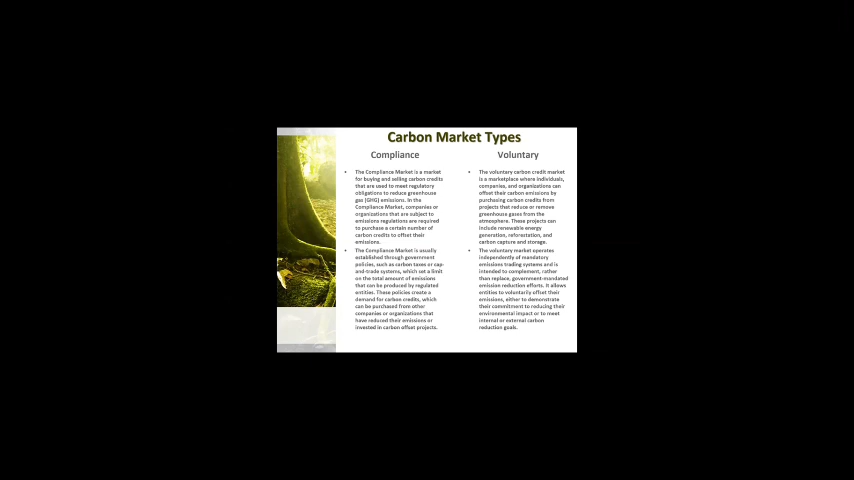 Carbon Market Types
Compliance
• The Compliance Market is a market
for buying and selling carbon credits
that are used to meet regulatory
obligations to reduce greenhouse
gas (GHG) emissions. In the
Compliance Market, companies or
organizations that are subject to
emissions regulations are required
to purchase a certain number of
carbon credits to offset their
emissions.
• The Compliance Market is usually
established through government
policies, such as carbon taxes or cap-
and-trade systems, which set a limit
on the total amount of emissions
that can be produced by regulated
entities. These policies create a
demand for carbon credits, which
can be purchased from other
companies or organizations that
have reduced their emissions or
invested in carbon offset projects.
Voluntary
• The voluntary carbon credit market
is a marketplace where individuals,
companies, and organizations can
offset their carbon emissions by
purchasing carbon credits from
projects that reduce or remove
greenhouse gases from the
atmosphere. These projects can
include renewable energy
generation, reforestation, and
carbon capture and storage.
• The voluntary market operates
independently of mandatory
emissions trading systems and is
intended to complement, rather
than replace, government-mandated
emission reduction efforts. It allows
entities to voluntarily offset their
emissions, either to demonstrate
their commitment to reducing their
environmental impact or to meet
internal or external carbon
reduction goals.